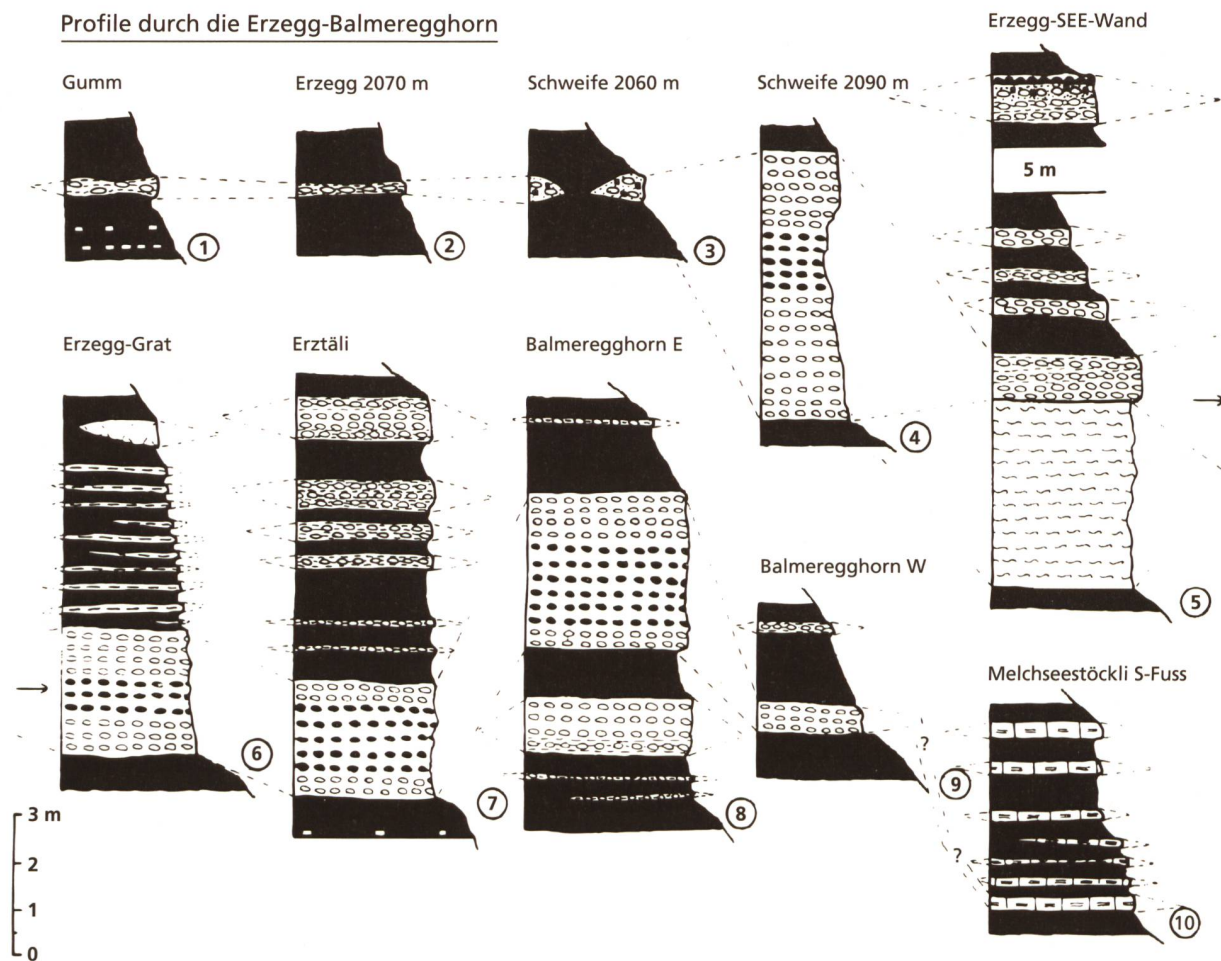 Profile durch die Erzegg-Balmeregghorn
Erzegg-SEE-Wand
Gumm
Erzegg 2070 m
Schweife 2060 m
Schweife 2090 m
5 m
1
2
3
4
5
Erzegg-Grat
Erztäli
Balmeregghorn E
Balmeregghorn W
Melchseestöckli S-Fuss
6
7
8
9
10
?
?
3 m
2
1
0